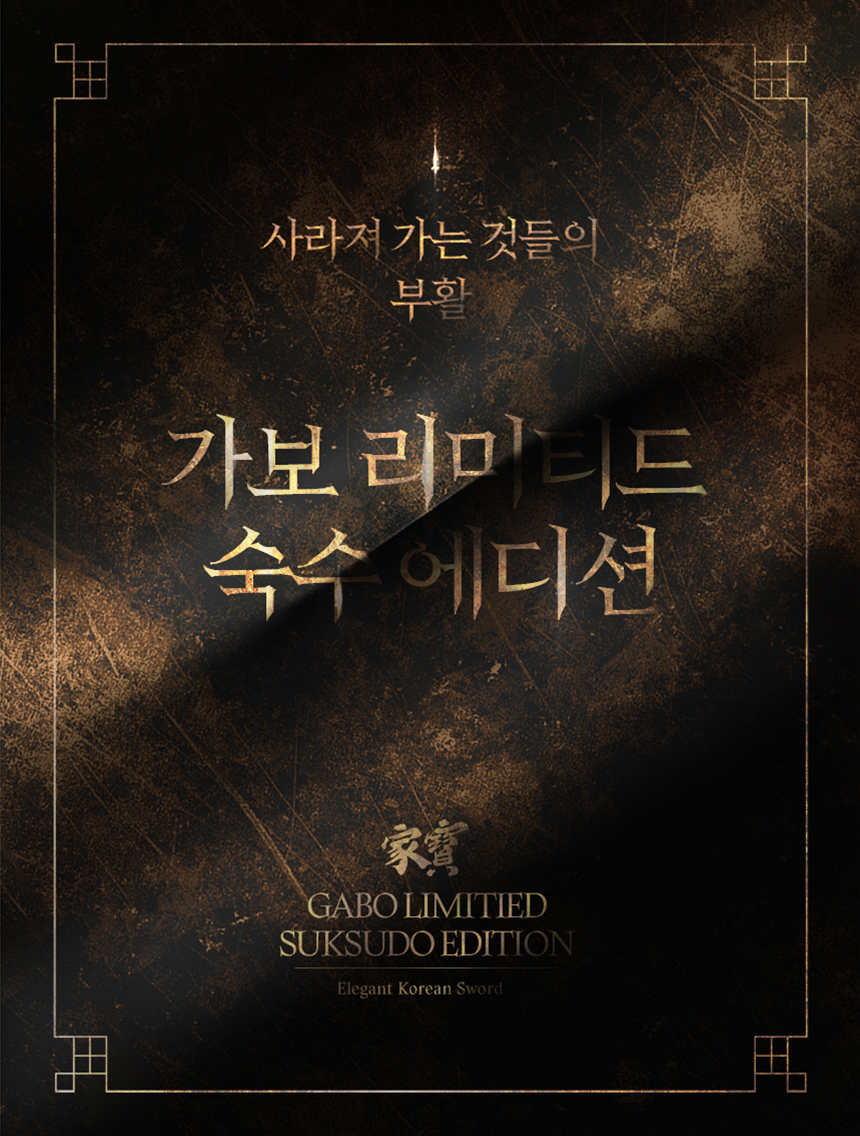 사라져 가는 것들의
부활
가보 리미티드
숙수 에디션
家寶
GABO LIMITIED
SUKSUDO EDITION
Elegant Korean Sword